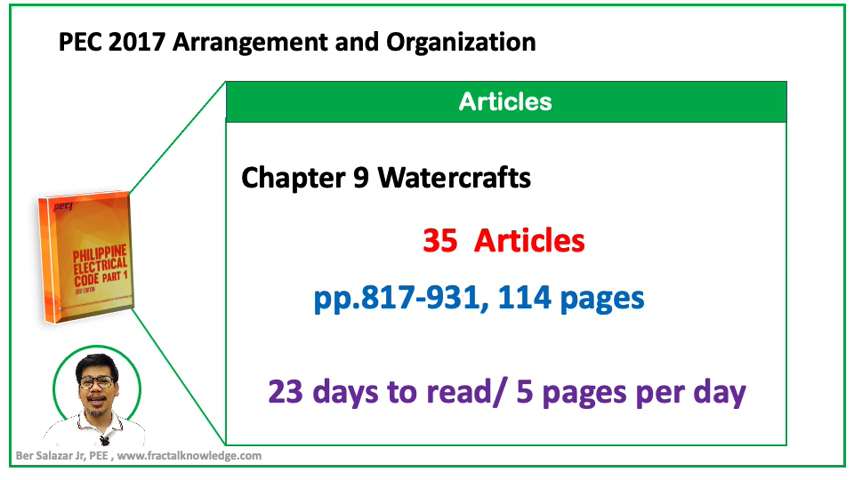 PEC 2017 Arrangement and Organization
Articles
Chapter 9 Watercrafts
35 Articles
pp.817-931, 114 pages
23 days to read/ 5 pages per day
PHILIPPINE
ELECTRICAL
CODE PART 1
Ber Salazar Jr, PEE , www.fractalknowledge.com